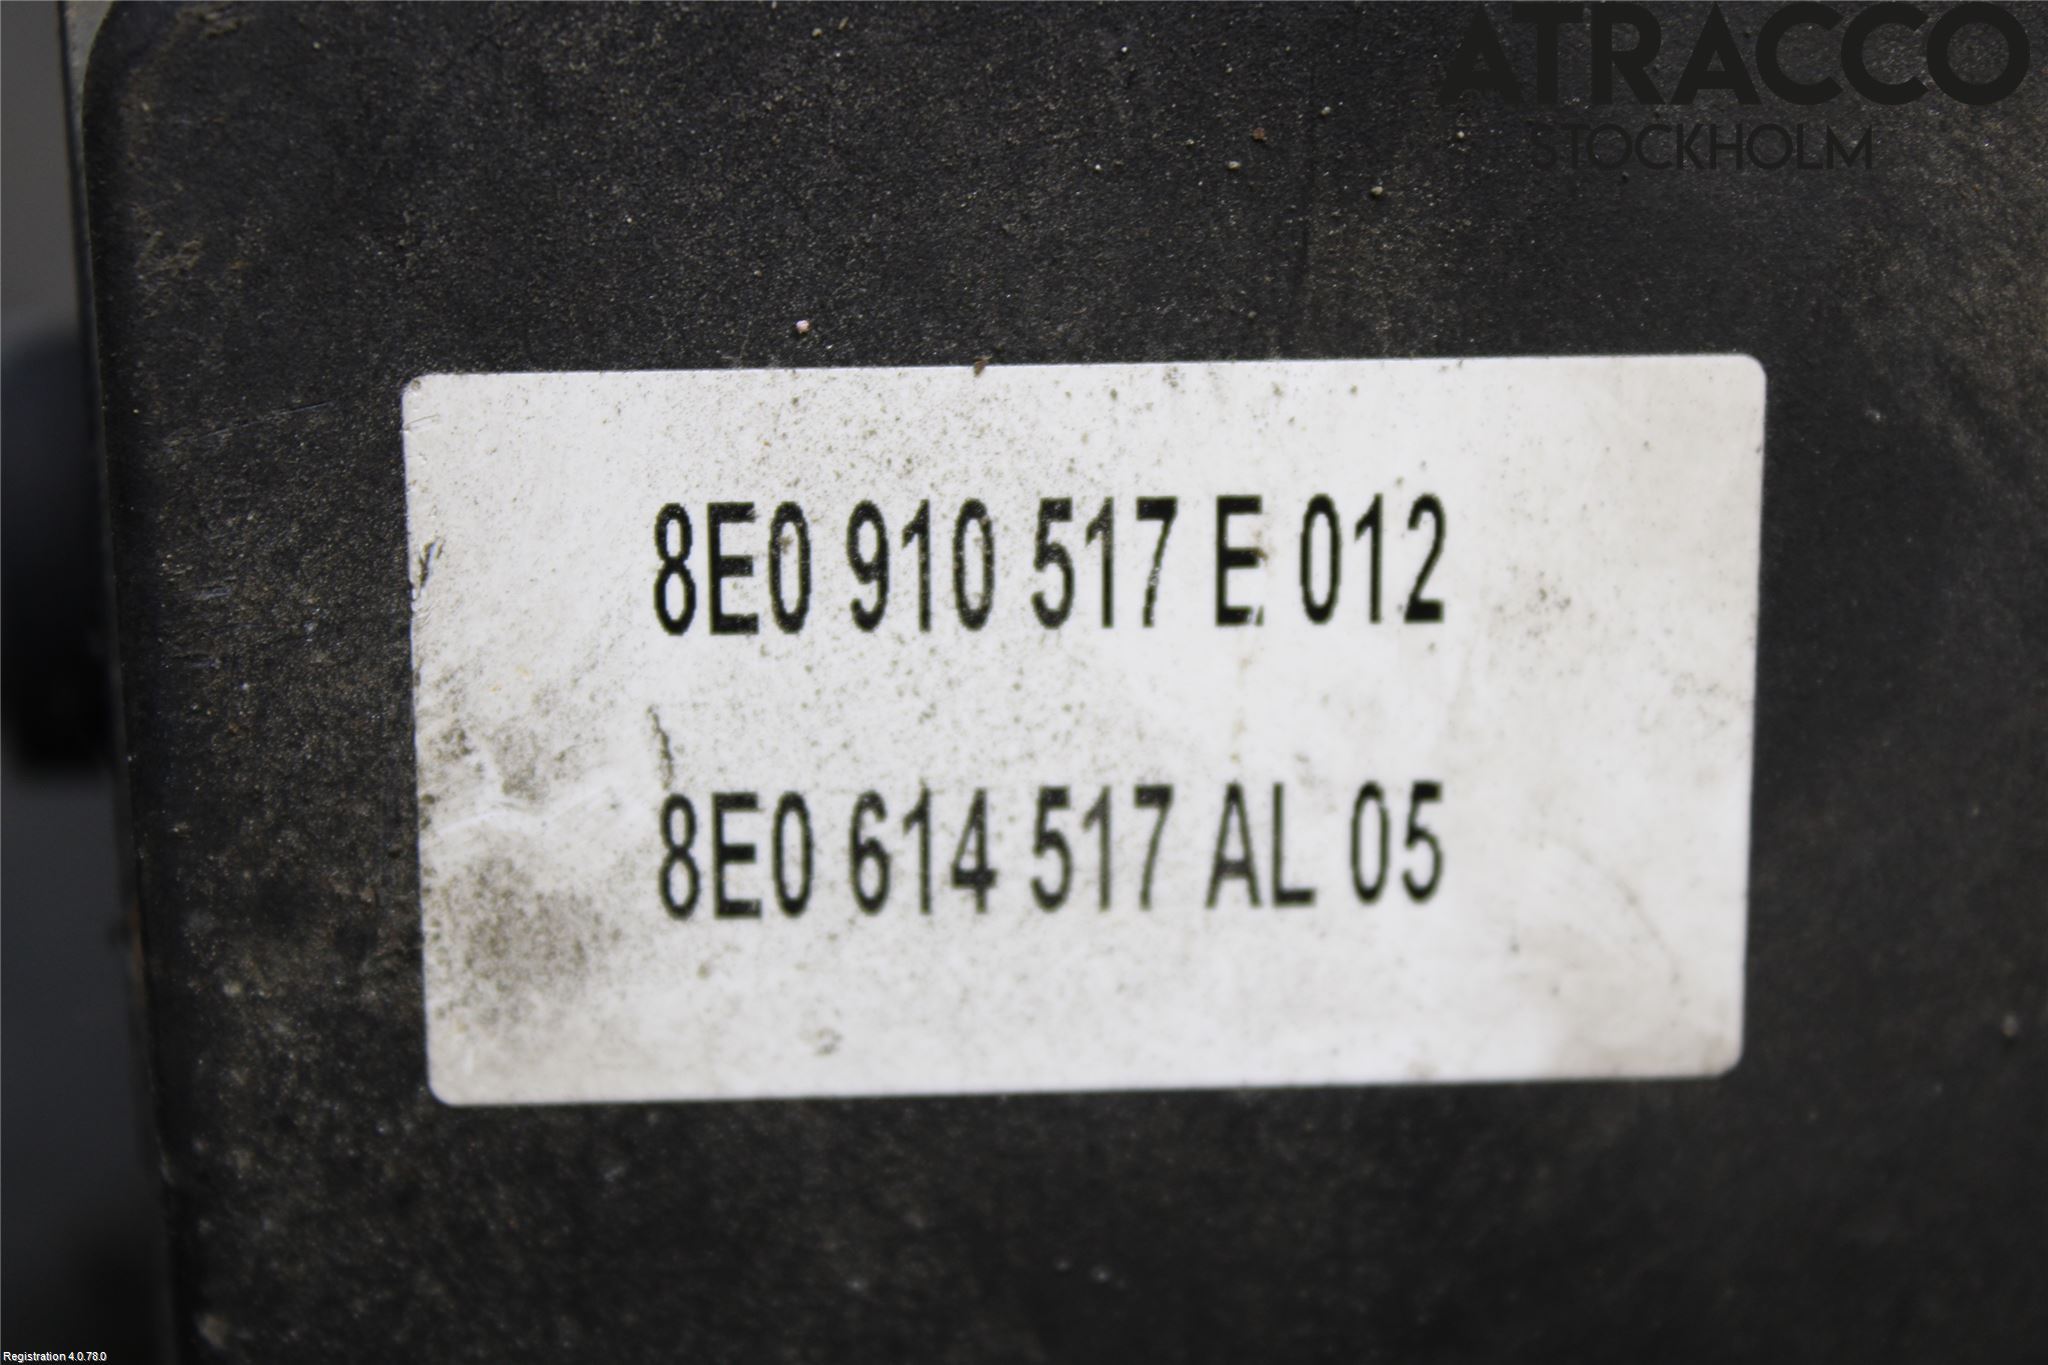 ATRACCO
STOCKHOLM
8E0 910 517 E 012
8E0 614 517 AL 05
Registration 4.0.78.0